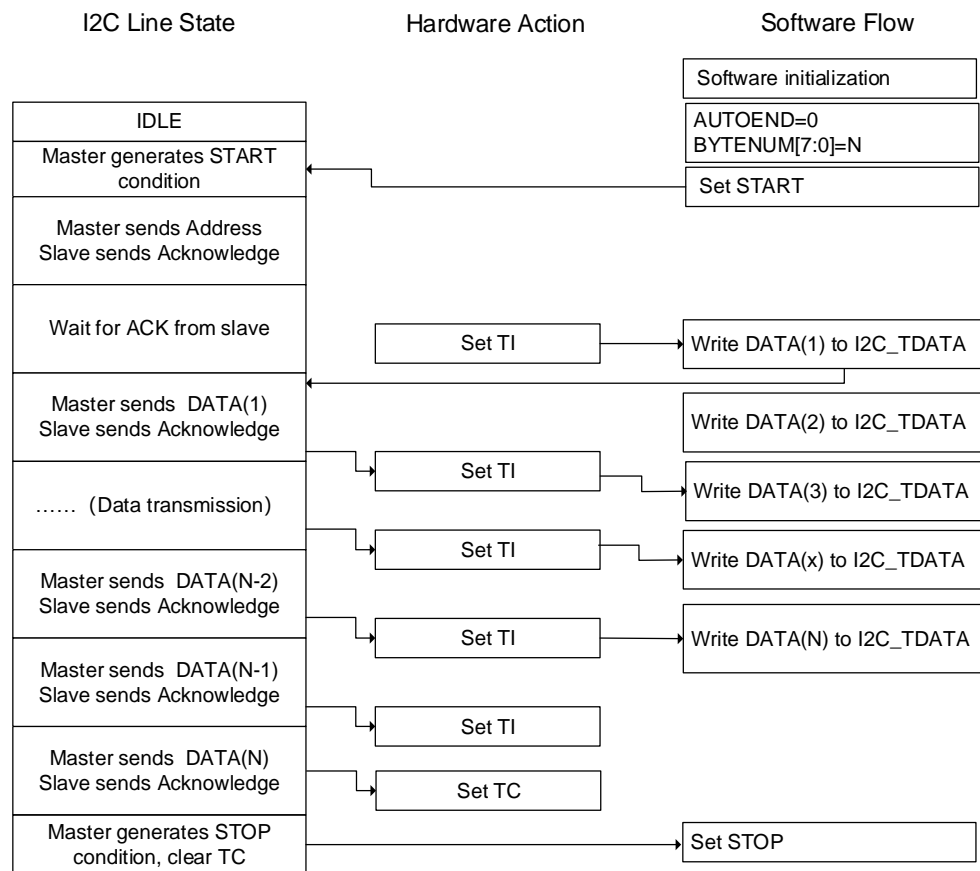 I2C Line State
Hardware Action
Software Flow
Software initialization
IDLE
AUTOEND=0
BYTENUM[7:0]=N
Master generates START
condition
Set START
Master sends Address
Slave sends Acknowledge
Wait for ACK from slave
Set TI
Write DATA(1) to I2C_TDATA
Master sends DATA(1)
Slave sends Acknowledge
Write DATA(2) to I2C_TDATA
Set TI
Write DATA(3) to I2C_TDATA
…… (Data transmission)
Set TI
Write DATA(x) to I2C_TDATA
Master sends DATA(N-2)
Slave sends Acknowledge
Set TI
Write DATA(N) to I2C_TDATA
Master sends DATA(N-1)
Slave sends Acknowledge
Set TI
Master sends DATA(N)
Slave sends Acknowledge
Set TC
Master generates STOP
condition, clear TC
Set STOP